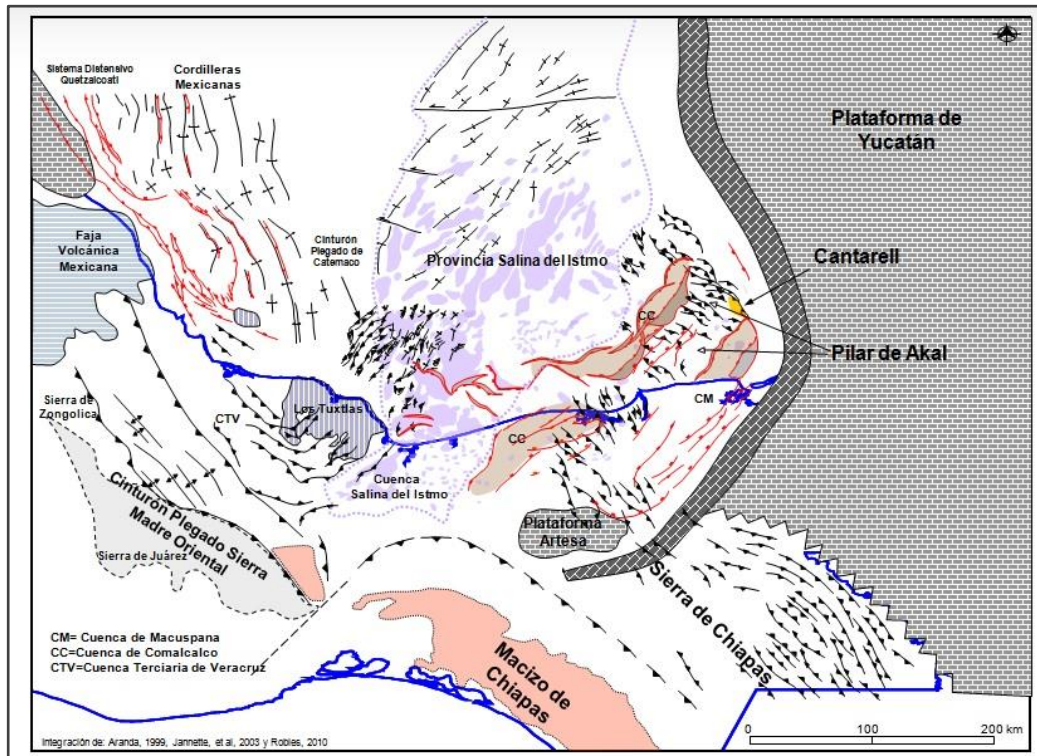 Sistema Distensivo
Quetzalcoatl
Cordilleras
Mexicanas
Plataforma de
Yucatán
Faja
Volcánica
Mexicana
Cinturón
Plegado de
Catemaco
Provincia Salina del Istmo
Cantarell
CC
Pilar de Akal
CM
Sierra de
Zongolica
CTV
Los Tuxtlas
CC
Cuenca
Salina del Istmo
Cinturón Plegado Sierra
Madre Oriental
Sierra de Juárez
Plataforma
Artesa
Sierra de Chiapas
Macizo de
Chiapas
CM= Cuenca de Macuspana
CC=Cuenca de Comalcalco
CTV=Cuenca Terciaria de Veracruz
0 100 200 km
Integración de: Aranda, 1999, Jannette, et al, 2003 y Robles, 2010